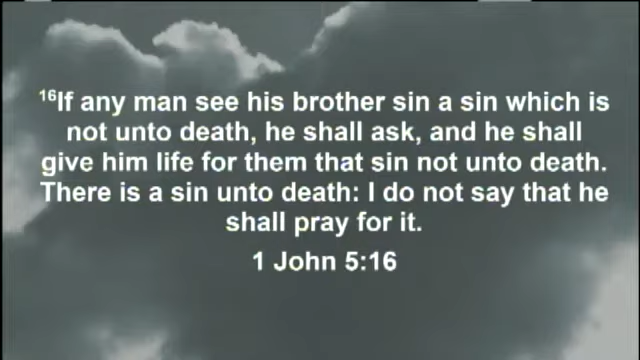 16If any man see his brother sin a sin which is
not unto death, he shall ask, and he shall
give him life for them that sin not unto death.
There is a sin unto death: I do not say that he
shall pray for it.
1 John 5:16